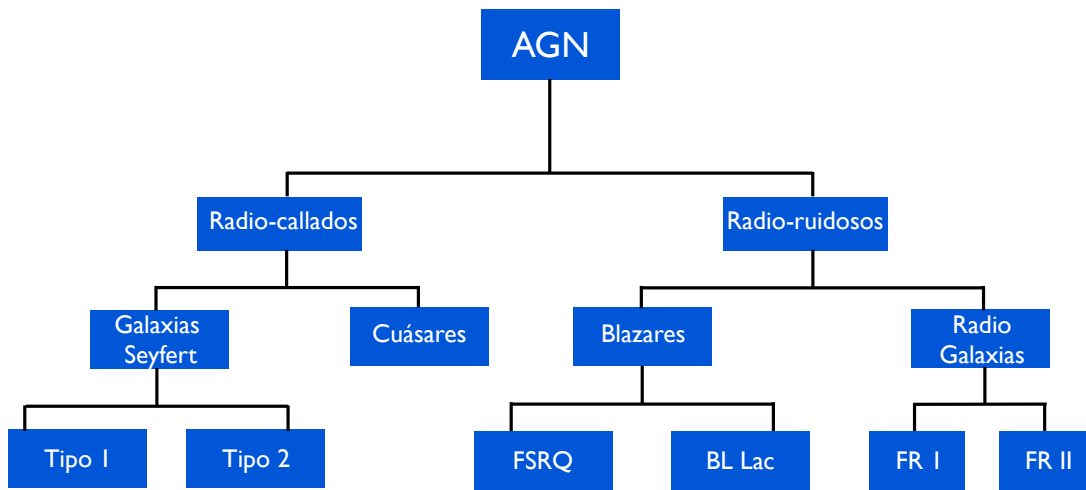 AGN
Radio-callados
Radio-ruidosos
Galaxias
Seyfert
Cuásares
Blazares
Radio
Galaxias
Tipo 1
Tipo 2
FSRQ
BL Lac
FR 1
FR II